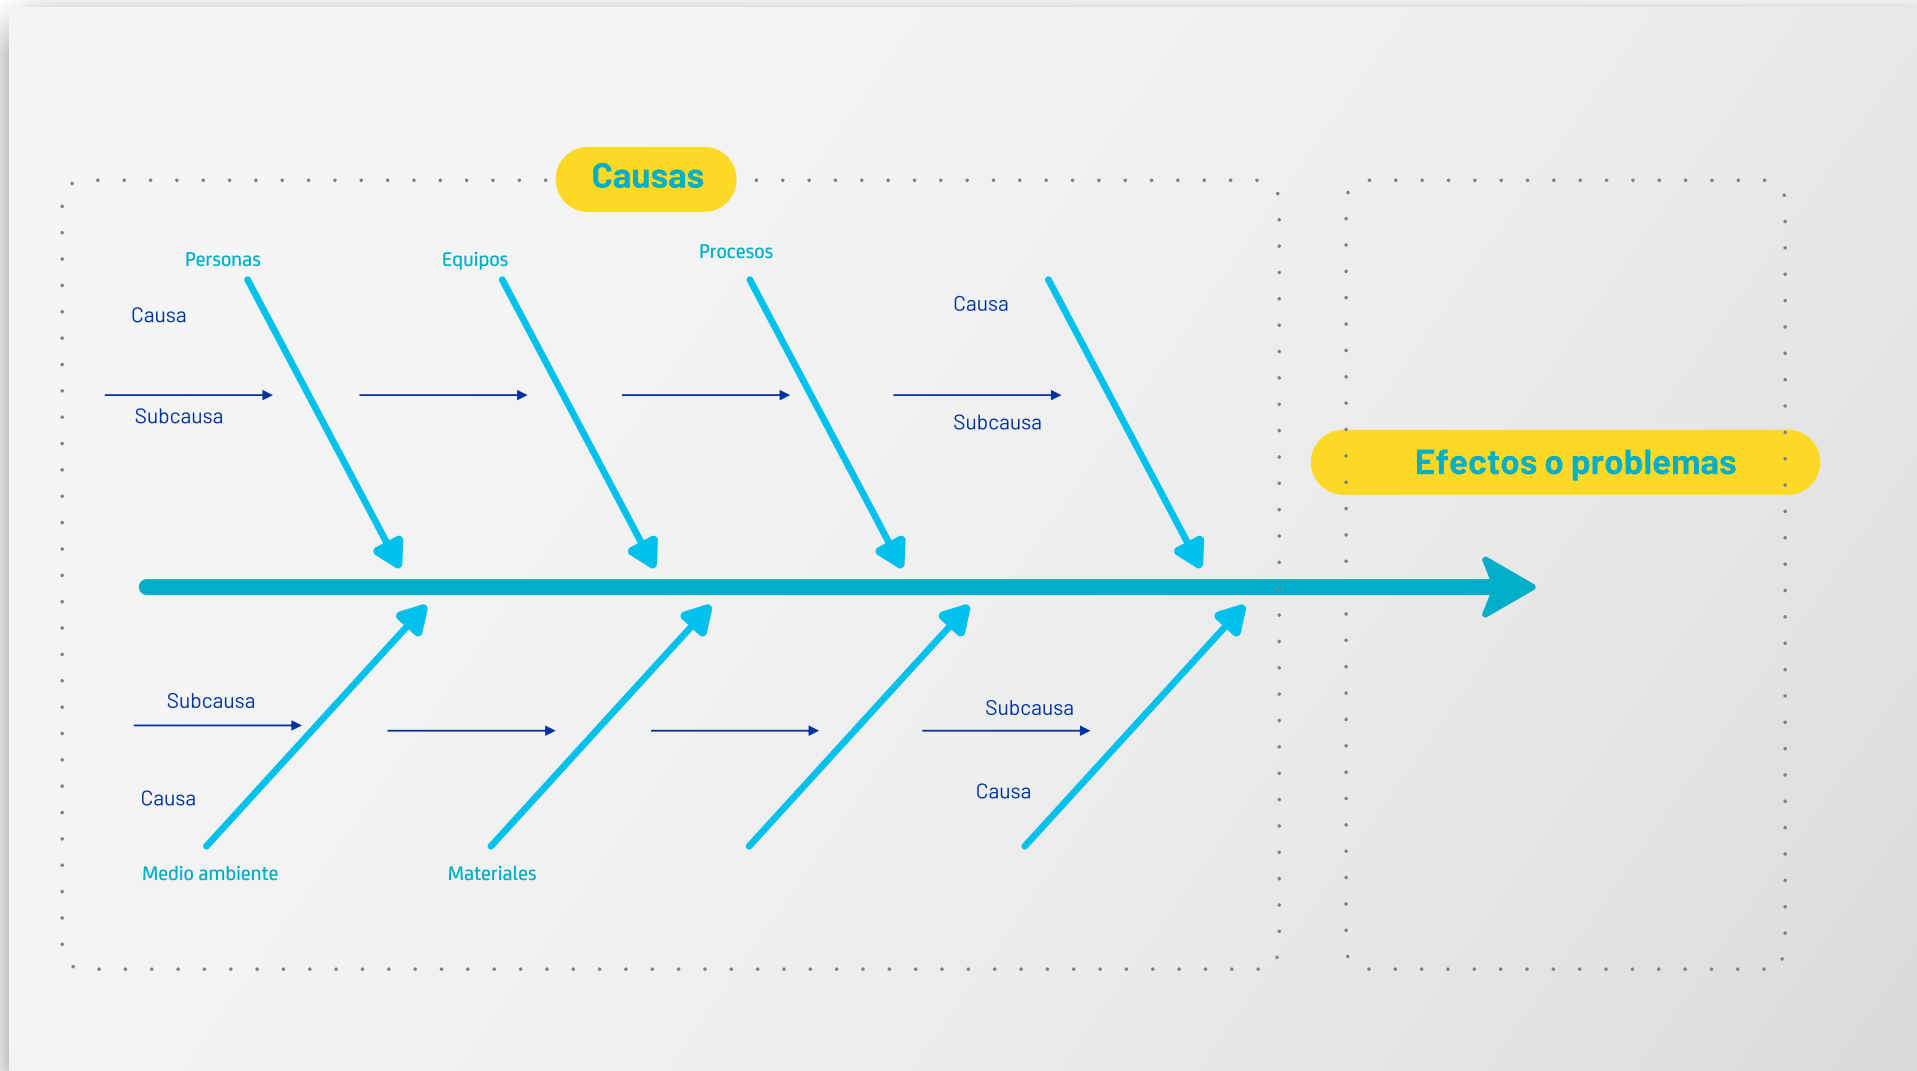 Causas
Personas
Equipos
Procesos
Causa
Causa
Subcausa
Subcausa
Efectos o problemas
Subcausa
Subcausa
Causa
Causa
Medio ambiente
Materiales